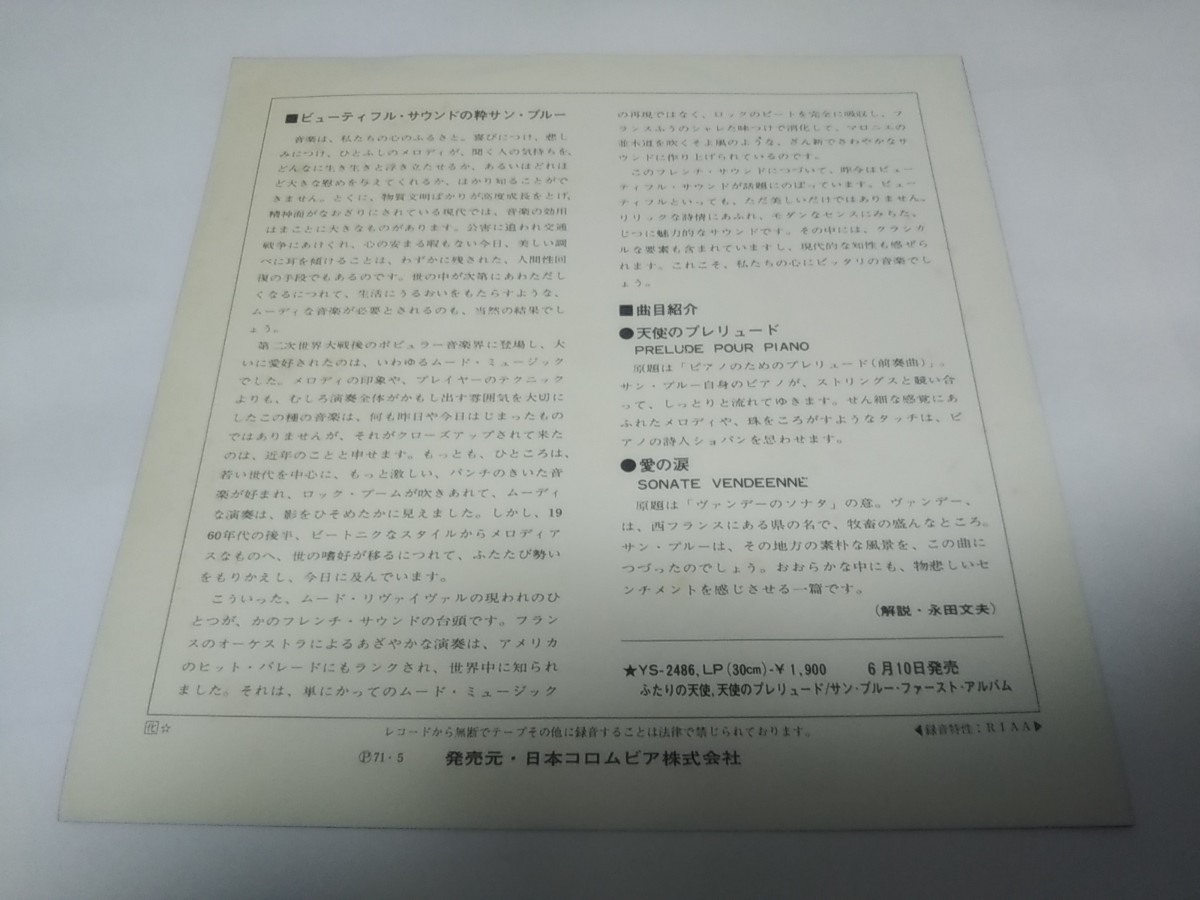 ■ビューティフル・サウンドの粋サン・ブルー
音楽は、私たちの心のふるさと。喜びにつけ、悲し
みにつけ、ひとふしのメロディが、聞く人の気持ちを、
どんなに生き生きと浮き立たせるか、あるいはどれほ
ど大きな慰めを与えてくれるか、はかり知ることがで
きません。とくに、物質文明ばかりが高度成長をとげ、
精神面がなおざりにされている現代では、音楽の効用
はまことに大きなものがあります。公害に追われ交通
戦争にあけくれ、心の安まる暇もない今日、美しい調
べに耳を傾けることは、わずかに残された、人間性回
復の手段でもあるのです。世の中が次第にあわただし
くなるにつれて、生活にうるおいをもたらすような、
ムーディな音楽が必要とされるのも、当然の結果でし
ょう。
第二次世界大戦後のポピュラー音楽界に登場し、大
いに愛好されたのは、いわゆるムード・ミュージック
でした。メロディの印象や、プレイヤーのテクニック
よりも、むしろ演奏全体がかもし出す雰囲気を大切に
したこの種の音楽は、何も昨日や今日はじまったもの
ではありませんが、それがクローズアップされて来た
のは、近年のことと申せます。もっとも、ひところは、
若い世代を中心に、もっと激しい、パンチのきいた音
楽が好まれ、ロック・ブームが吹きあれて、ムーディ
な演奏は、影をひそめたかに見えました。しかし、19
60年代の後半、ビートニクなスタイルからメロディア
スなものへ、世の嗜好が移るにつれて、ふたたび勢い
をもりかえし、今日に及んでいます。
こういった、ムード・リヴァイヴァルの現われのひ
とつが、かのフレンチ・サウンドの台頭です。フラン
スのオーケストラによるあざやかな演奏は、アメリカ
のヒット・パレードにもランクされ、世界中に知られ
ました。それは、単にかってのムード・ミュージック
の再現ではなく、ロックのビートを完全に吸収し、フ
ランスふうのシャレた味つけで消化して、マロニエの
並木道を吹くそよ風のような、ざん新でさわやかなサ
ウンドに作り上げられているのです。
このフレンチ・サウンドにつづいて、昨今はビュー
ティフル・サウンドが話題にのぼっています。ビュー
ティフルといっても、ただ美しいだけではありません。
リリックな詩情にあふれ、モダンなセンスにみちた、
じつに魅力的なサウンドです。その中には、クラシカ
ルな要素も含まれていますし、現代的な知性も感ぜら
れます。これこそ、私たちの心にピッタリの音楽でし
ょう。
■曲目紹介
●天使のプレリュード
PRELUDE POUR PIANO
原題は「ピアノのためのプレリュード(前奏曲)」。
サン・ブルー自身のピアノが、ストリングスと競い合
って、しっとりと流れてゆきます。せん細な感覚にあ
ふれたメロディや、珠をころがすようなタッチは、ピ
アノの詩人ショパンを思わせます。
●愛の涙
SONATE VENDEENNE
原題は「ヴァンデーのソナタ」の意。ヴァンデー、
は、西フランスにある県の名で、牧畜の盛んなところ。
サン・ブルーは、その地方の素朴な風景を、この曲に
つづったのでしょう。おおらかな中にも、物悲しいセ
ンチメントを感じさせる一篇です。
(解説・永田文夫)
★YS-2486,LP(30cm)-¥1,900 6月10日発売
ふたりの天使,天使のプレリュード/サン・ブルー・ファースト・アルバム
☆
レコードから無断でテープその他に録音することは法律で禁じられております。
◀録音特性:RIAA▶
Ⓟ71・5 発売元・日本コロムビア株式会社